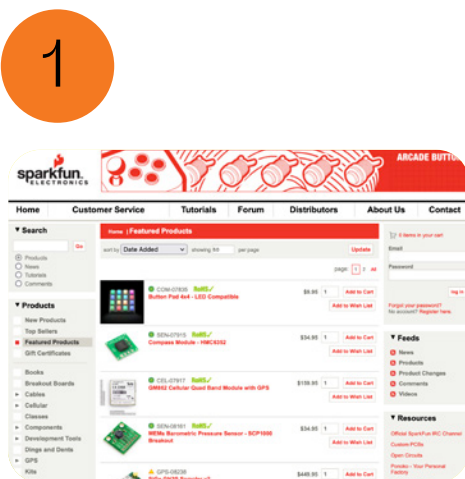 1
sparkfun.
ELECTRONICS
ARCADE BUTTO
Home Customer Service Tutorials Forum Distributors About Us Contact
▼ Search
Go
Products
News
Tutorials
Comments
▼ Products
New Products
Top Sellers
Featured Products
Gift Certificates
Books
Breakout Boards
► Cables
► Cellular
Classes
► Components
► Development Tools
Dings and Dents
► GPS
Kits
Home | Featured Products
sort by Date Added showing per page Update
page: 1 2 All
COM-07835 RoHS✓ $9.95 1 Add to Cart
Button Pad 4x4 - LED Compatible
Add to Wish List
SEN-07915 RoHS✓ $34.95 1 Add to Cart
Compass Module - HMC6352
Add to Wish List
CEL-07917 RoHS✓ $109.95 1 Add to Cart
GM862 Cellular Quad Band Module with GPS
Add to Wish List
SEN-08161 RoHS✓ $34.95 1 Add to Cart
MEMs Barometric Pressure Sensor - SCP1000
Breakout
Add to Wish List
GPS-08238 $449.95 1 Add to Cart
0 items in your cart
Email
Password
log in
Forgot your password?
No account? Register here.
▼ Feeds
News
Products
Product Changes
Comments
Videos
▼ Resources
Official SparkFun IRC Channel
Custom PCBs
Open Circuits
Ponoko - Your Personal
Factory